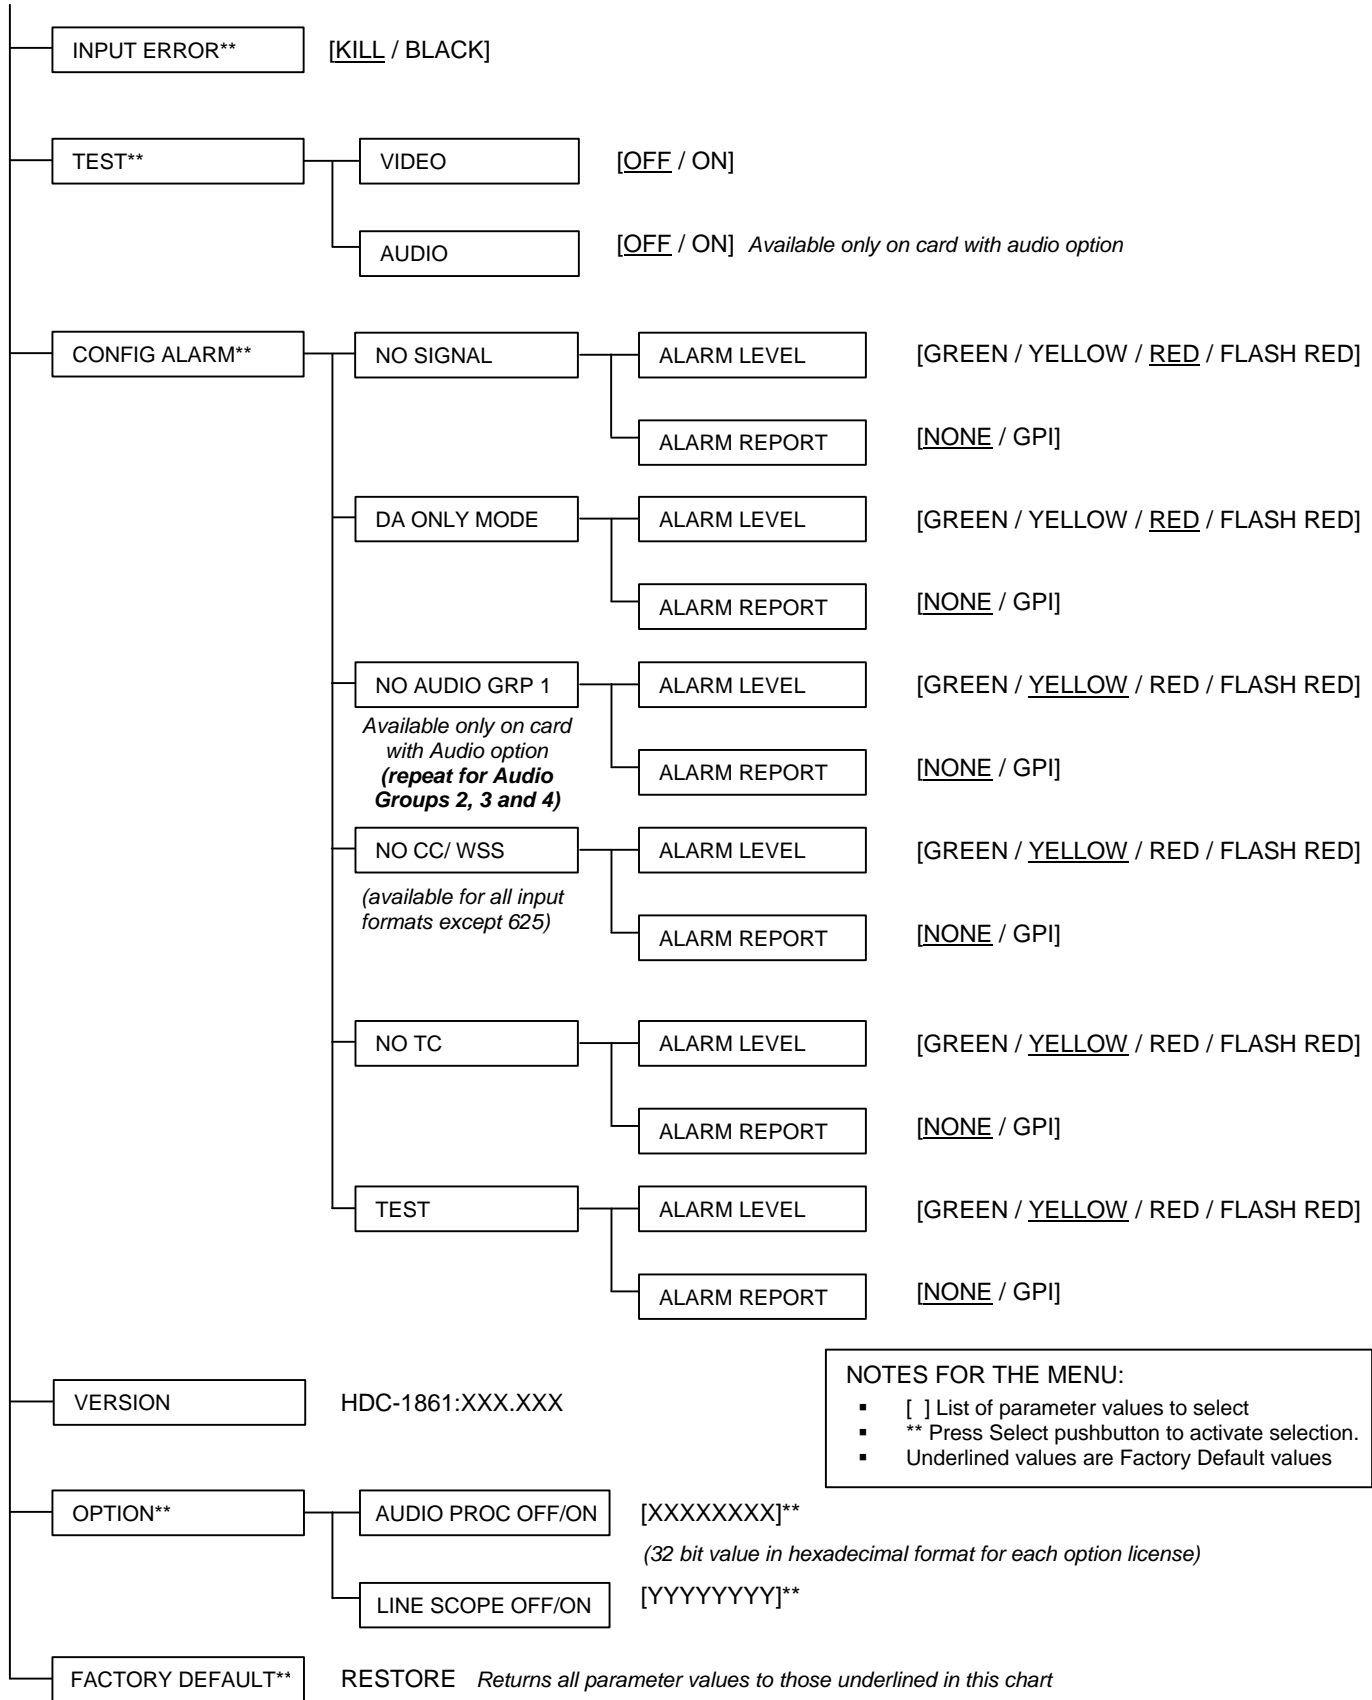 INPUT ERROR** [KILL / BLACK]
TEST** VIDEO [OFF / ON]
AUDIO [OFF / ON] Available only on card with audio option
CONFIG ALARM** NO SIGNAL ALARM LEVEL [GREEN / YELLOW / RED / FLASH RED]
ALARM REPORT [NONE / GPI]
DA ONLY MODE ALARM LEVEL [GREEN / YELLOW / RED / FLASH RED]
ALARM REPORT [NONE / GPI]
NO AUDIO GRP 1 ALARM LEVEL [GREEN / YELLOW / RED / FLASH RED]
Available only on card
with Audio option
(repeat for Audio
Groups 2, 3 and 4)
ALARM REPORT [NONE / GPI]
NO CC/ WSS ALARM LEVEL [GREEN / YELLOW / RED / FLASH RED]
(available for all input
formats except 625)
ALARM REPORT [NONE / GPI]
NO TC ALARM LEVEL [GREEN / YELLOW / RED / FLASH RED]
ALARM REPORT [NONE / GPI]
TEST ALARM LEVEL [GREEN / YELLOW / RED / FLASH RED]
ALARM REPORT [NONE / GPI]
VERSION HDC-1861:XXX.XXX
NOTES FOR THE MENU:
▪ [ ] List of parameter values to select
▪ ** Press Select pushbutton to activate selection.
▪ Underlined values are Factory Default values
OPTION** AUDIO PROC OFF/ON [XXXXXXXX]**
(32 bit value in hexadecimal format for each option license)
LINE SCOPE OFF/ON [YYYYYYYY]**
FACTORY DEFAULT** RESTORE Returns all parameter values to those underlined in this chart